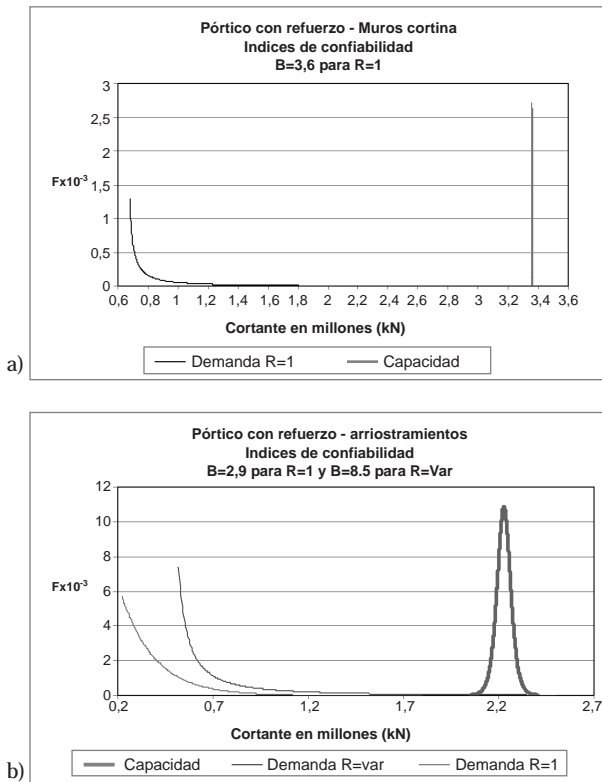 Pórtico con refuerzo - Muros cortina
Indices de confiabilidad
B=3,6 para R=1
3
2,5
2
1,5
Fx10-3
1
0,5
0
0,6 0,8 1 1,2 1,4 1,6 1,8 2 2,2 2,4 2,6 2,8 3 3,2 3,4 3,6
Cortante en millones (kN)
Demanda R=1 Capacidad
a)
Pórtico con refuerzo - arriostramientos
Indices de confiabilidad
B=2,9 para R=1 y B=8.5 para R=Var
12
10
8
Fx10-3
6
4
2
0
0,2 0,7 1,2 1,7 2,2 2,7
Cortante en millones (kN)
Capacidad Demanda R=var Demanda R=1
b)